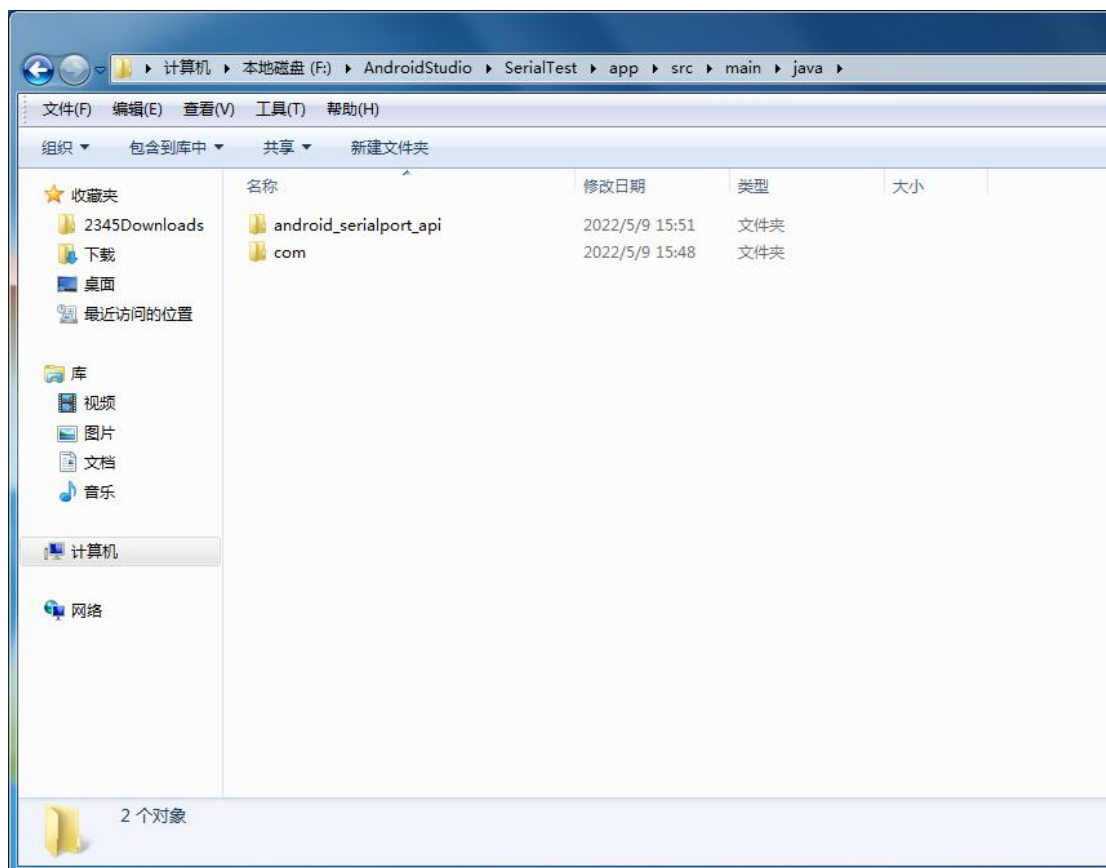 计算机 本地磁盘 (F:) AndroidStudio SerialTest app src main java
文件(F) 编辑(E) 查看(V) 工具(T) 帮助(H)
组织 包含到库中 共享 新建文件夹
收藏夹
2345Downloads
下载
桌面
最近访问的位置
库
视频
图片
文档
音乐
计算机
网络
名称 修改日期 类型 大小
android_serialport_api 2022/5/9 15:51 文件夹
com 2022/5/9 15:48 文件夹
2 个对象